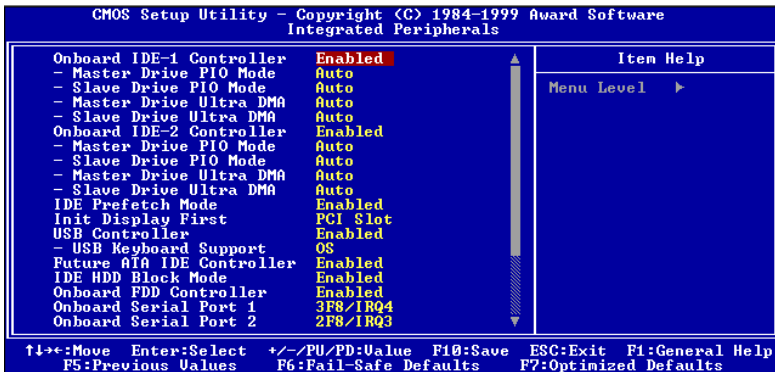 CMOS Setup Utility - Copyright (C) 1984-1999 Award Software
Integrated Peripherals
Onboard IDE-1 Controller Enabled
- Master Drive PIO Mode Auto
- Slave Drive PIO Mode Auto
- Master Drive Ultra DMA Auto
- Slave Drive Ultra DMA Auto
Onboard IDE-2 Controller Enabled
- Master Drive PIO Mode Auto
- Slave Drive PIO Mode Auto
- Master Drive Ultra DMA Auto
- Slave Drive Ultra DMA Auto
IDE Prefetch Mode Enabled
Init Display First PCI Slot
USB Controller Enabled
- USB Keyboard Support OS
Future ATA IDE Controller Enabled
IDE HDD Block Mode Enabled
Onboard FDD Controller Enabled
Onboard Serial Port 1 3F8/IRQ4
Onboard Serial Port 2 2F8/IRQ3
Item Help
Menu Level ►
↑↓→←:Move Enter:Select +/-/PU/PD:Value F10:Save ESC:Exit F1:General Help
F5:Previous Values F6:Fail-Safe Defaults F7:Optimized Defaults